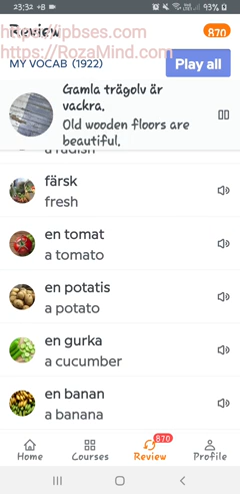 23:32 +8
93%
https://ipbses.com
Review
870
https://RozaMind.com
MY VOCAB (1922)
Play all
Gamla trägolv är
vackra.
Old wooden floors are
beautiful.
a radish
färsk
fresh
en tomat
a tomato
en potatis
a potato
en gurka
a cucumber
en banan
a banana
870
Home
Courses
Review
Profile